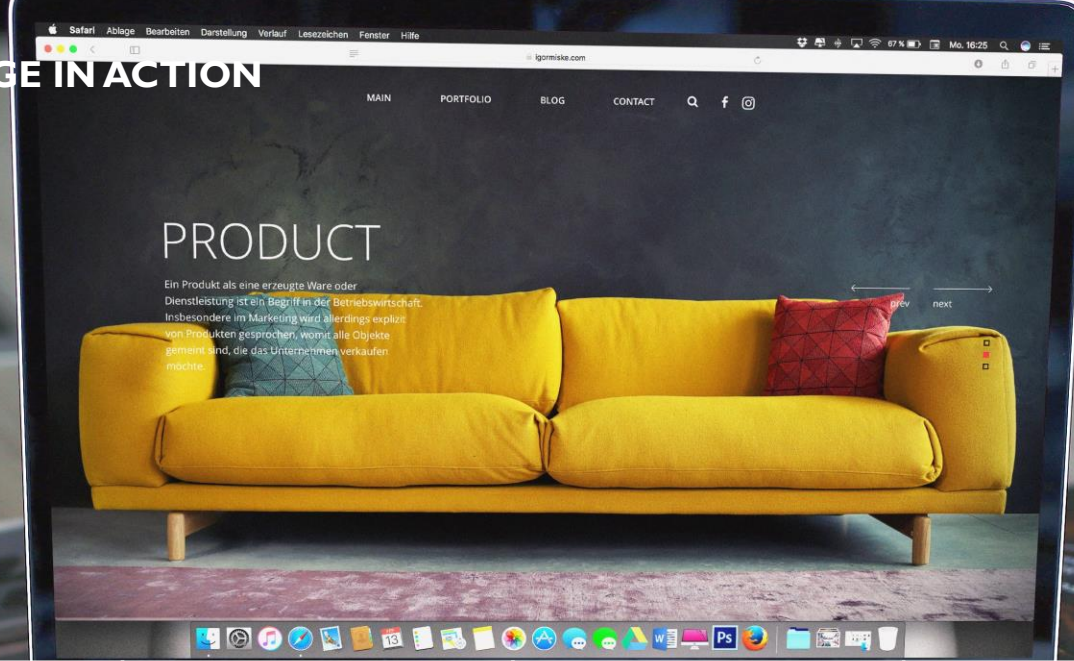 Safari Ablage Bearbeiten Darstellung Verlauf Lesezeichen Fenster Hilfe
67 % Mo. 16:25
igormiske.com
GE IN ACTION
MAIN PORTFOLIO BLOG CONTACT
PRODUCT
Ein Produkt als eine erzeugte Ware oder
Dienstleistung ist ein Begriff in der Betriebswirtschaft.
Insbesondere im Marketing wird allerdings explizit
von Produkten gesprochen, womit alle Objekte
gemeint sind, die das Unternehmen verkaufen
möchte.
prev next
13
Ps